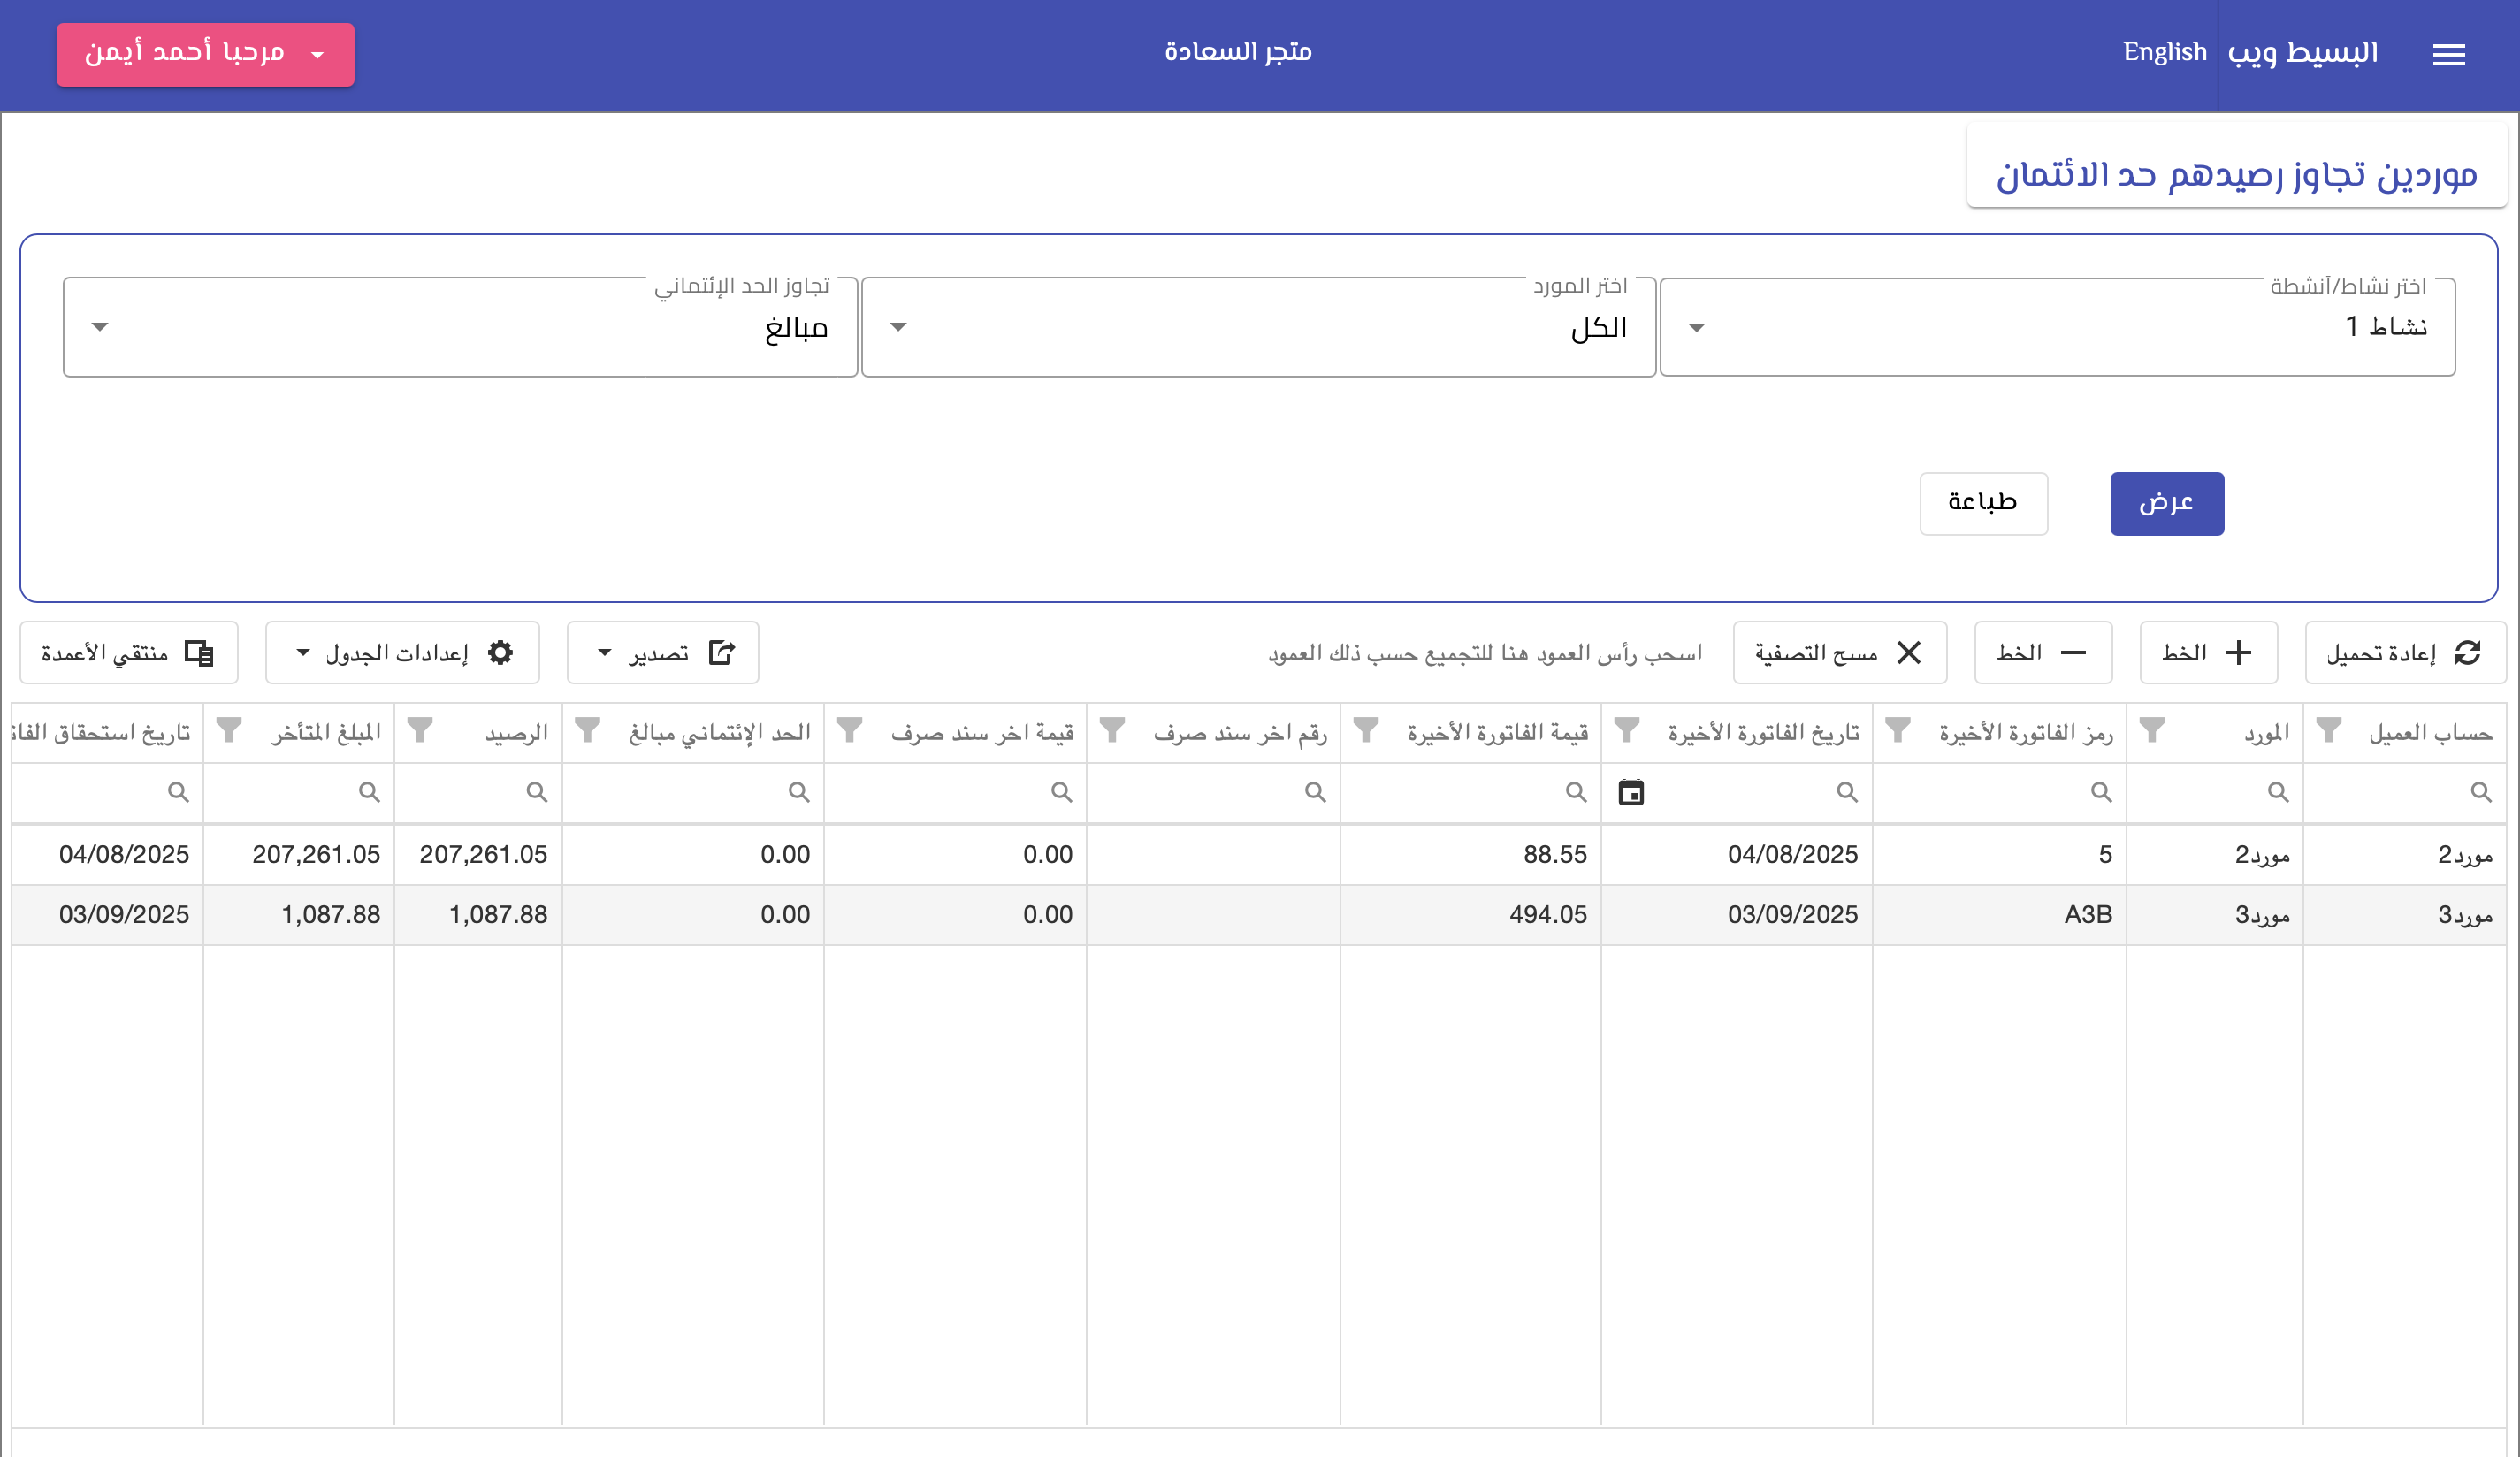 البسيط ويب English متجر السعادة مرحبا أحمد أيمن
موردين تجاوز رصيدهم حد الائتمان
اختر نشاط/أنشطة اختر المورد تجاوز الحد الإئتماني
نشاط 1 الكل مبالغ
عرض طباعة
إعادة تحميل الخط الخط مسح التصفية اسحب رأس العمود هنا للتجميع حسب ذلك العمود تصدير إعدادات الجدول منتقي الأعمدة
حساب العميل المورد رمز الفاتورة الأخيرة تاريخ الفاتورة الأخيرة قيمة الفاتورة الأخيرة رقم اخر سند صرف قيمة اخر سند صرف الحد الإئتماني مبالغ الرصيد المبلغ المتأخر تاريخ استحقاق
مورد2 مورد2 5 04/08/2025 88.55 0.00 0.00 207,261.05 207,261.05 04/08/2025
مورد3 مورد3 A3B 03/09/2025 494.05 0.00 0.00 1,087.88 1,087.88 03/09/2025